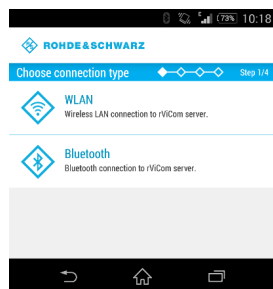 73% 10:18
ROHDE&SCHWARZ
Choose connection type Step 1/4
WLAN
Wireless LAN connection to rViCom server.
Bluetooth
Bluetooth connection to rViCom server.